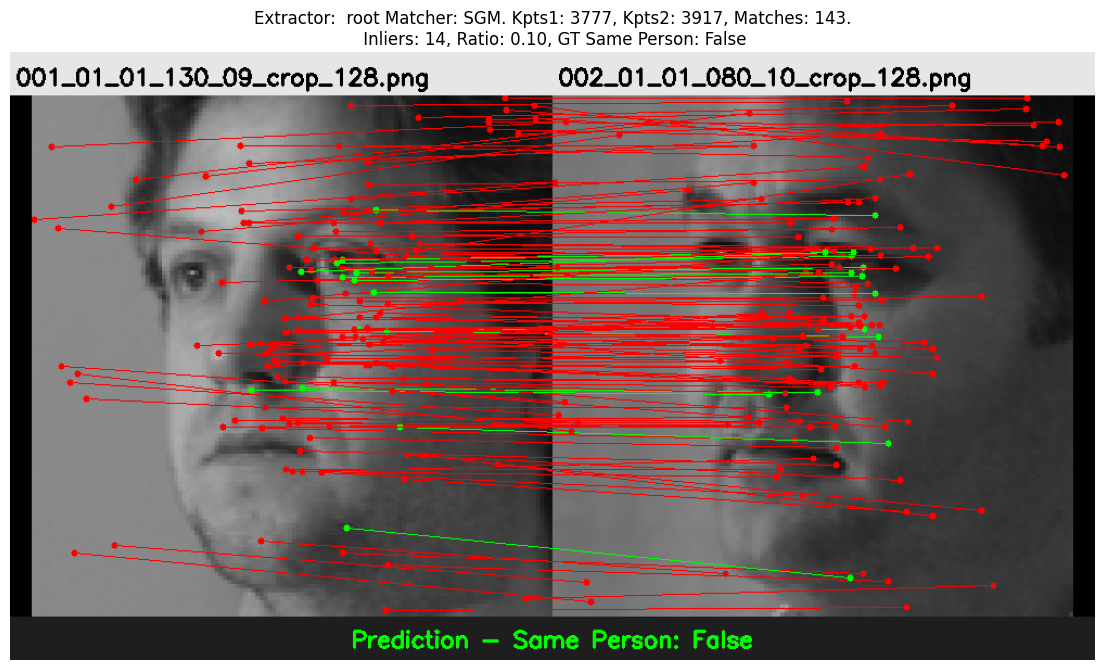 Extractor:  root Matcher: SGM. Kpts1: 3777, Kpts2: 3917, Matches: 143.
Inliers: 14, Ratio: 0.10, GT Same Person: False
001_01_01_130_09_crop_128.png
002_01_01_080_10_crop_128.png
Prediction - Same Person: False